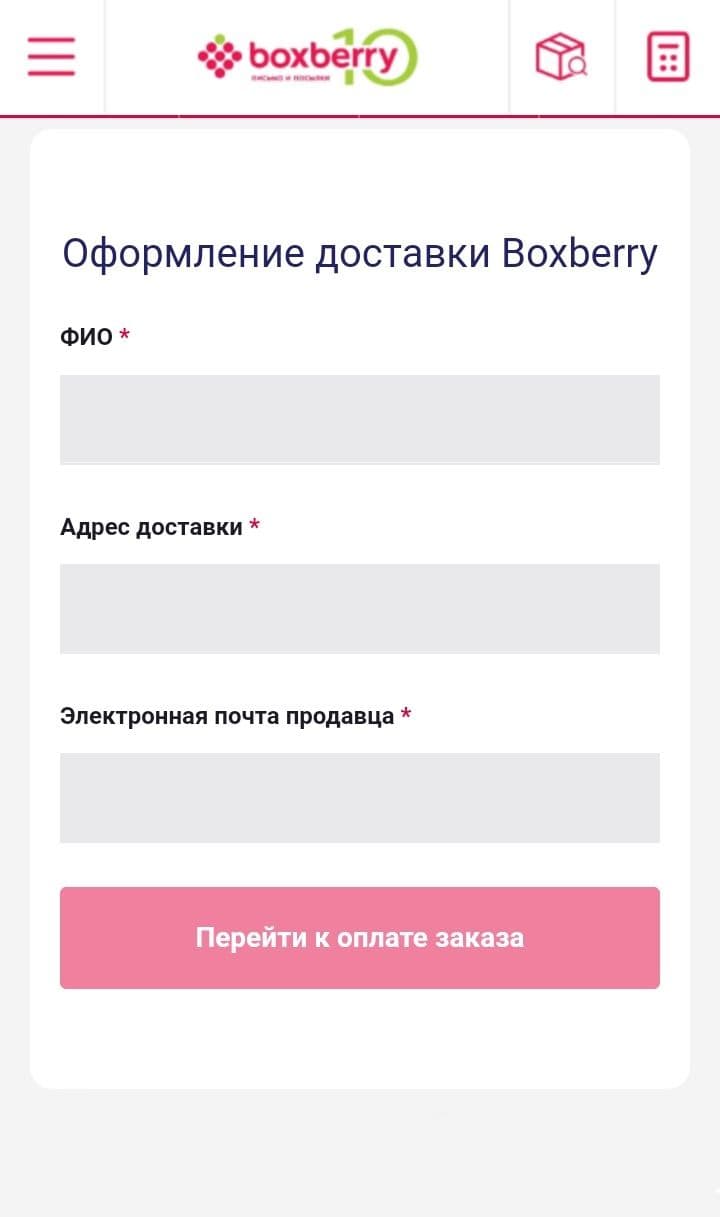 boxberry 10
письма и посылки
Оформление доставки Boxberry
ФИО *
Адрес доставки *
Электронная почта продавца *
Перейти к оплате заказа